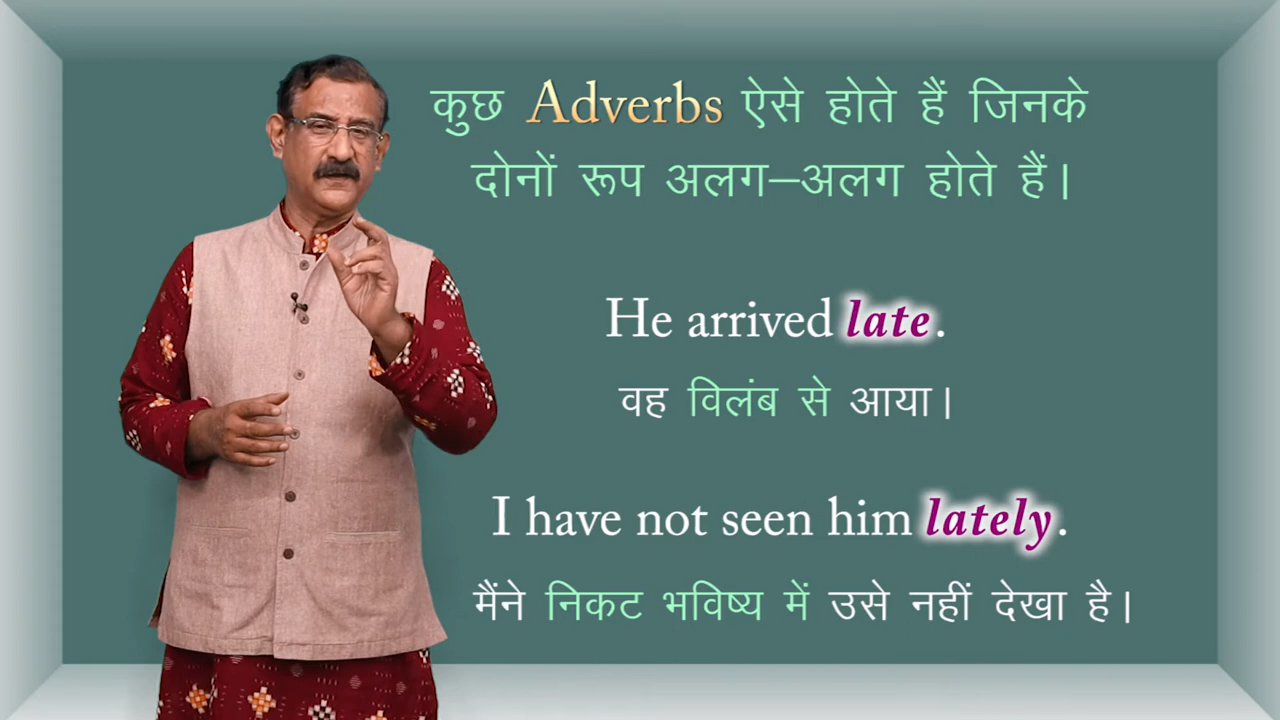 कुछ Adverbs ऐसे होते हैं जिनके
दोनों रूप अलग–अलग होते हैं।
He arrived late.
वह विलंब से आया।
I have not seen him lately.
मैंने निकट भविष्य में उसे नहीं देखा है।